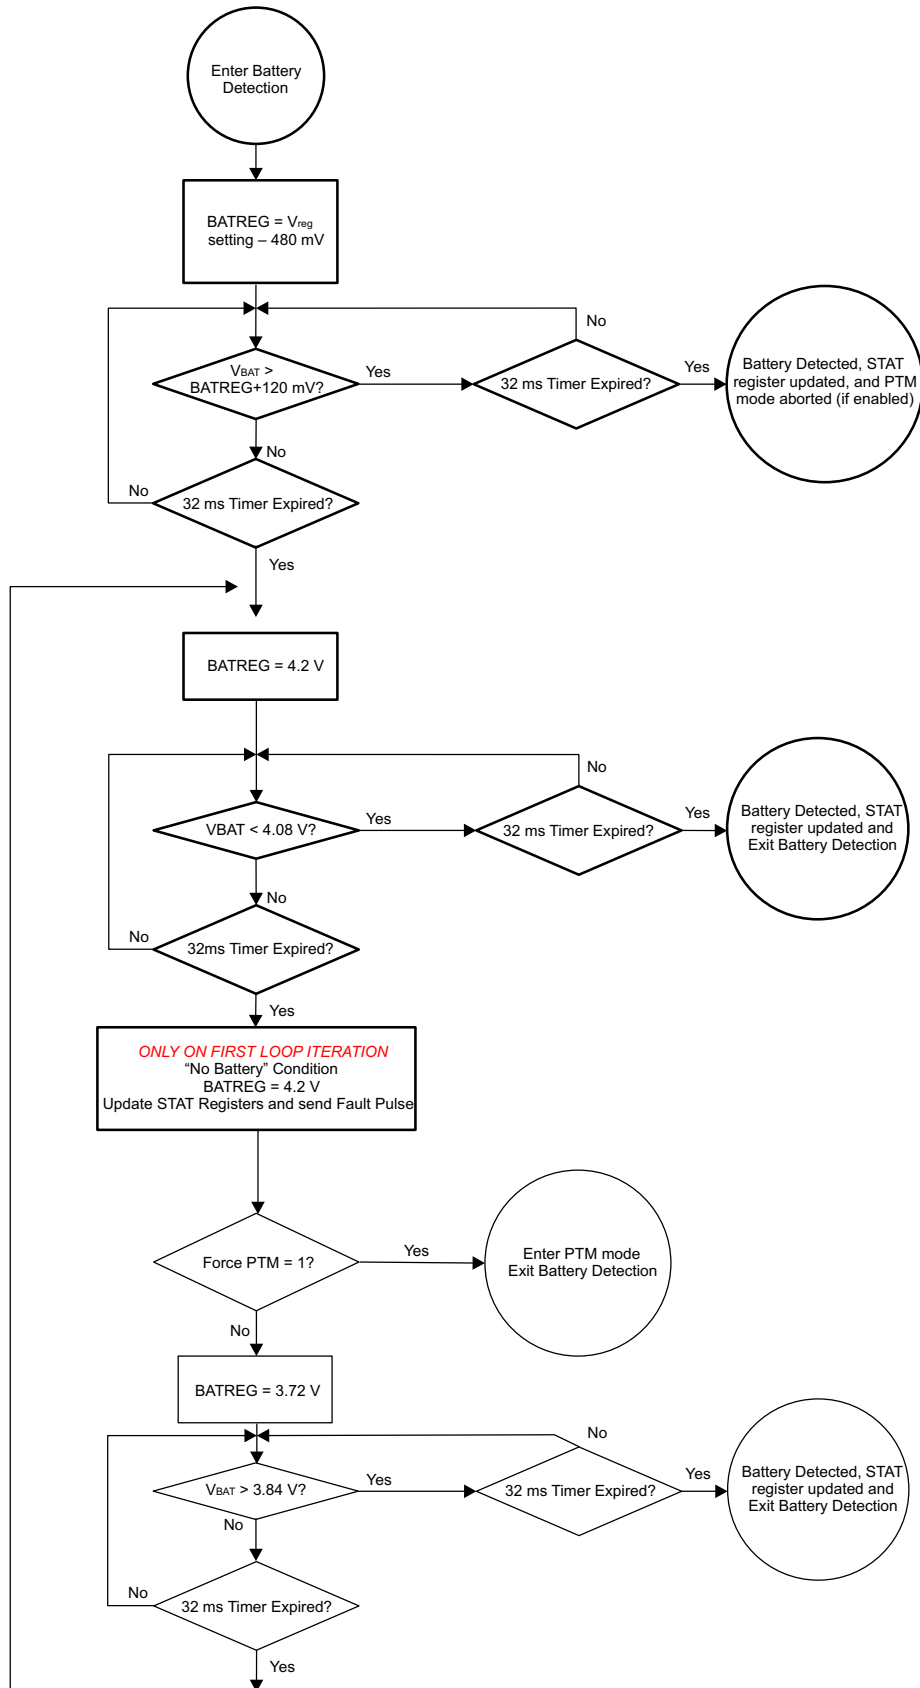 Enter Battery
Detection
BATREG = Vreg
setting – 480 mV
No
VBAT >
BATREG+120 mV?
Yes
32 ms Timer Expired?
Yes
Battery Detected, STAT
register updated, and PTM
mode aborted (if enabled)
No
No
32 ms Timer Expired?
Yes
BATREG = 4.2 V
No
VBAT < 4.08 V?
Yes
32 ms Timer Expired?
Yes
Battery Detected, STAT
register updated and
Exit Battery Detection
No
No
32ms Timer Expired?
Yes
ONLY ON FIRST LOOP ITERATION
“No Battery” Condition
BATREG = 4.2 V
Update STAT Registers and send Fault Pulse
Force PTM = 1?
Yes
Enter PTM mode
Exit Battery Detection
No
BATREG = 3.72 V
No
VBAT > 3.84 V?
Yes
32 ms Timer Expired?
Yes
Battery Detected, STAT
register updated and
Exit Battery Detection
No
No
32 ms Timer Expired?
Yes